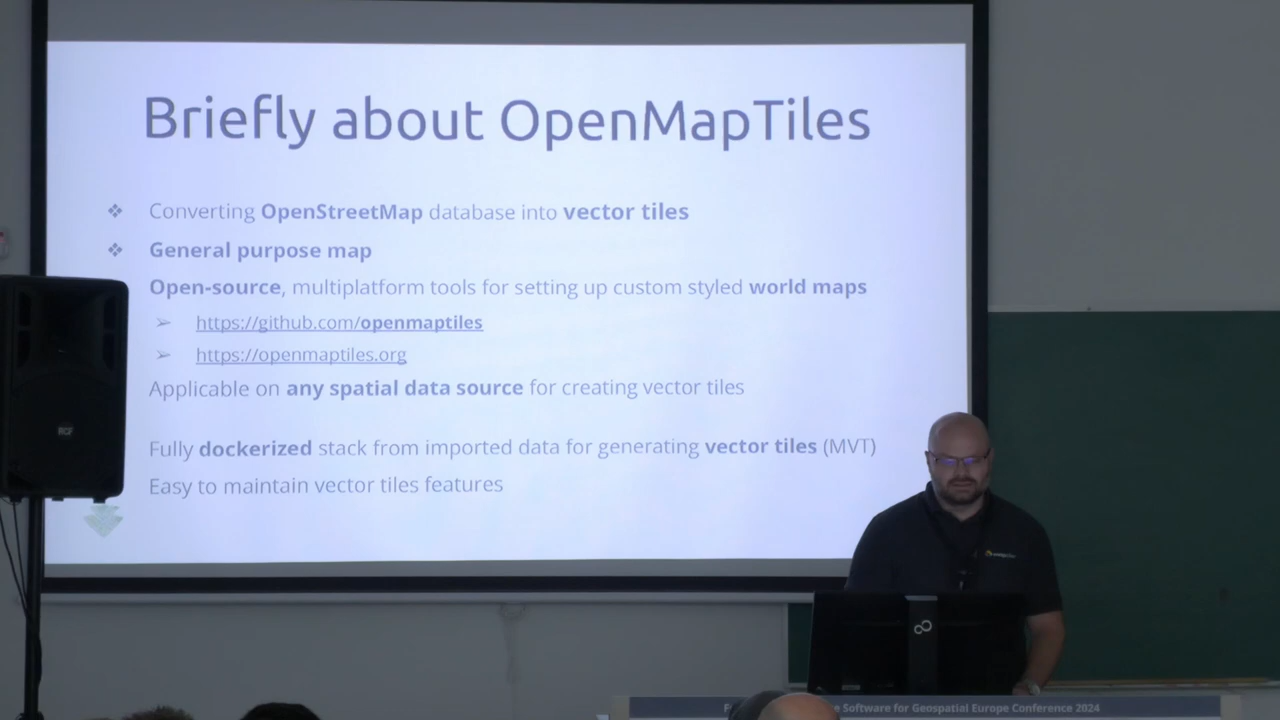 Briefly about OpenMapTiles
Converting OpenStreetMap database into vector tiles
General purpose map
Open-source, multiplatform tools for setting up custom styled world maps
https://github.com/openmaptiles
https://openmaptiles.org
Applicable on any spatial data source for creating vector tiles
Fully dockerized stack from imported data for generating vector tiles (MVT)
Easy to maintain vector tiles features
RCF
Software for Geospatial Europe Conference 2024